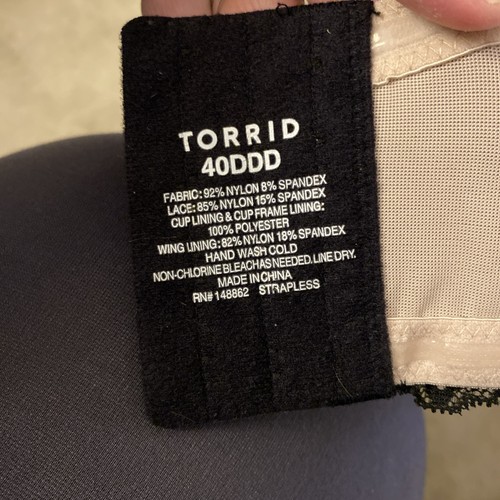 TORRID
40DDD
FABRIC: 92% NYLON 8% SPANDEX
LACE: 85% NYLON 15% SPANDEX
CUP LINING & CUP FRAME LINING:
100% POLYESTER
WING LINING: 82% NYLON 18% SPANDEX
HAND WASH COLD
NON-CHLORINE BLEACH AS NEEDED. LINE DRY.
MADE IN CHINA
RN# 148862 STRAPLESS